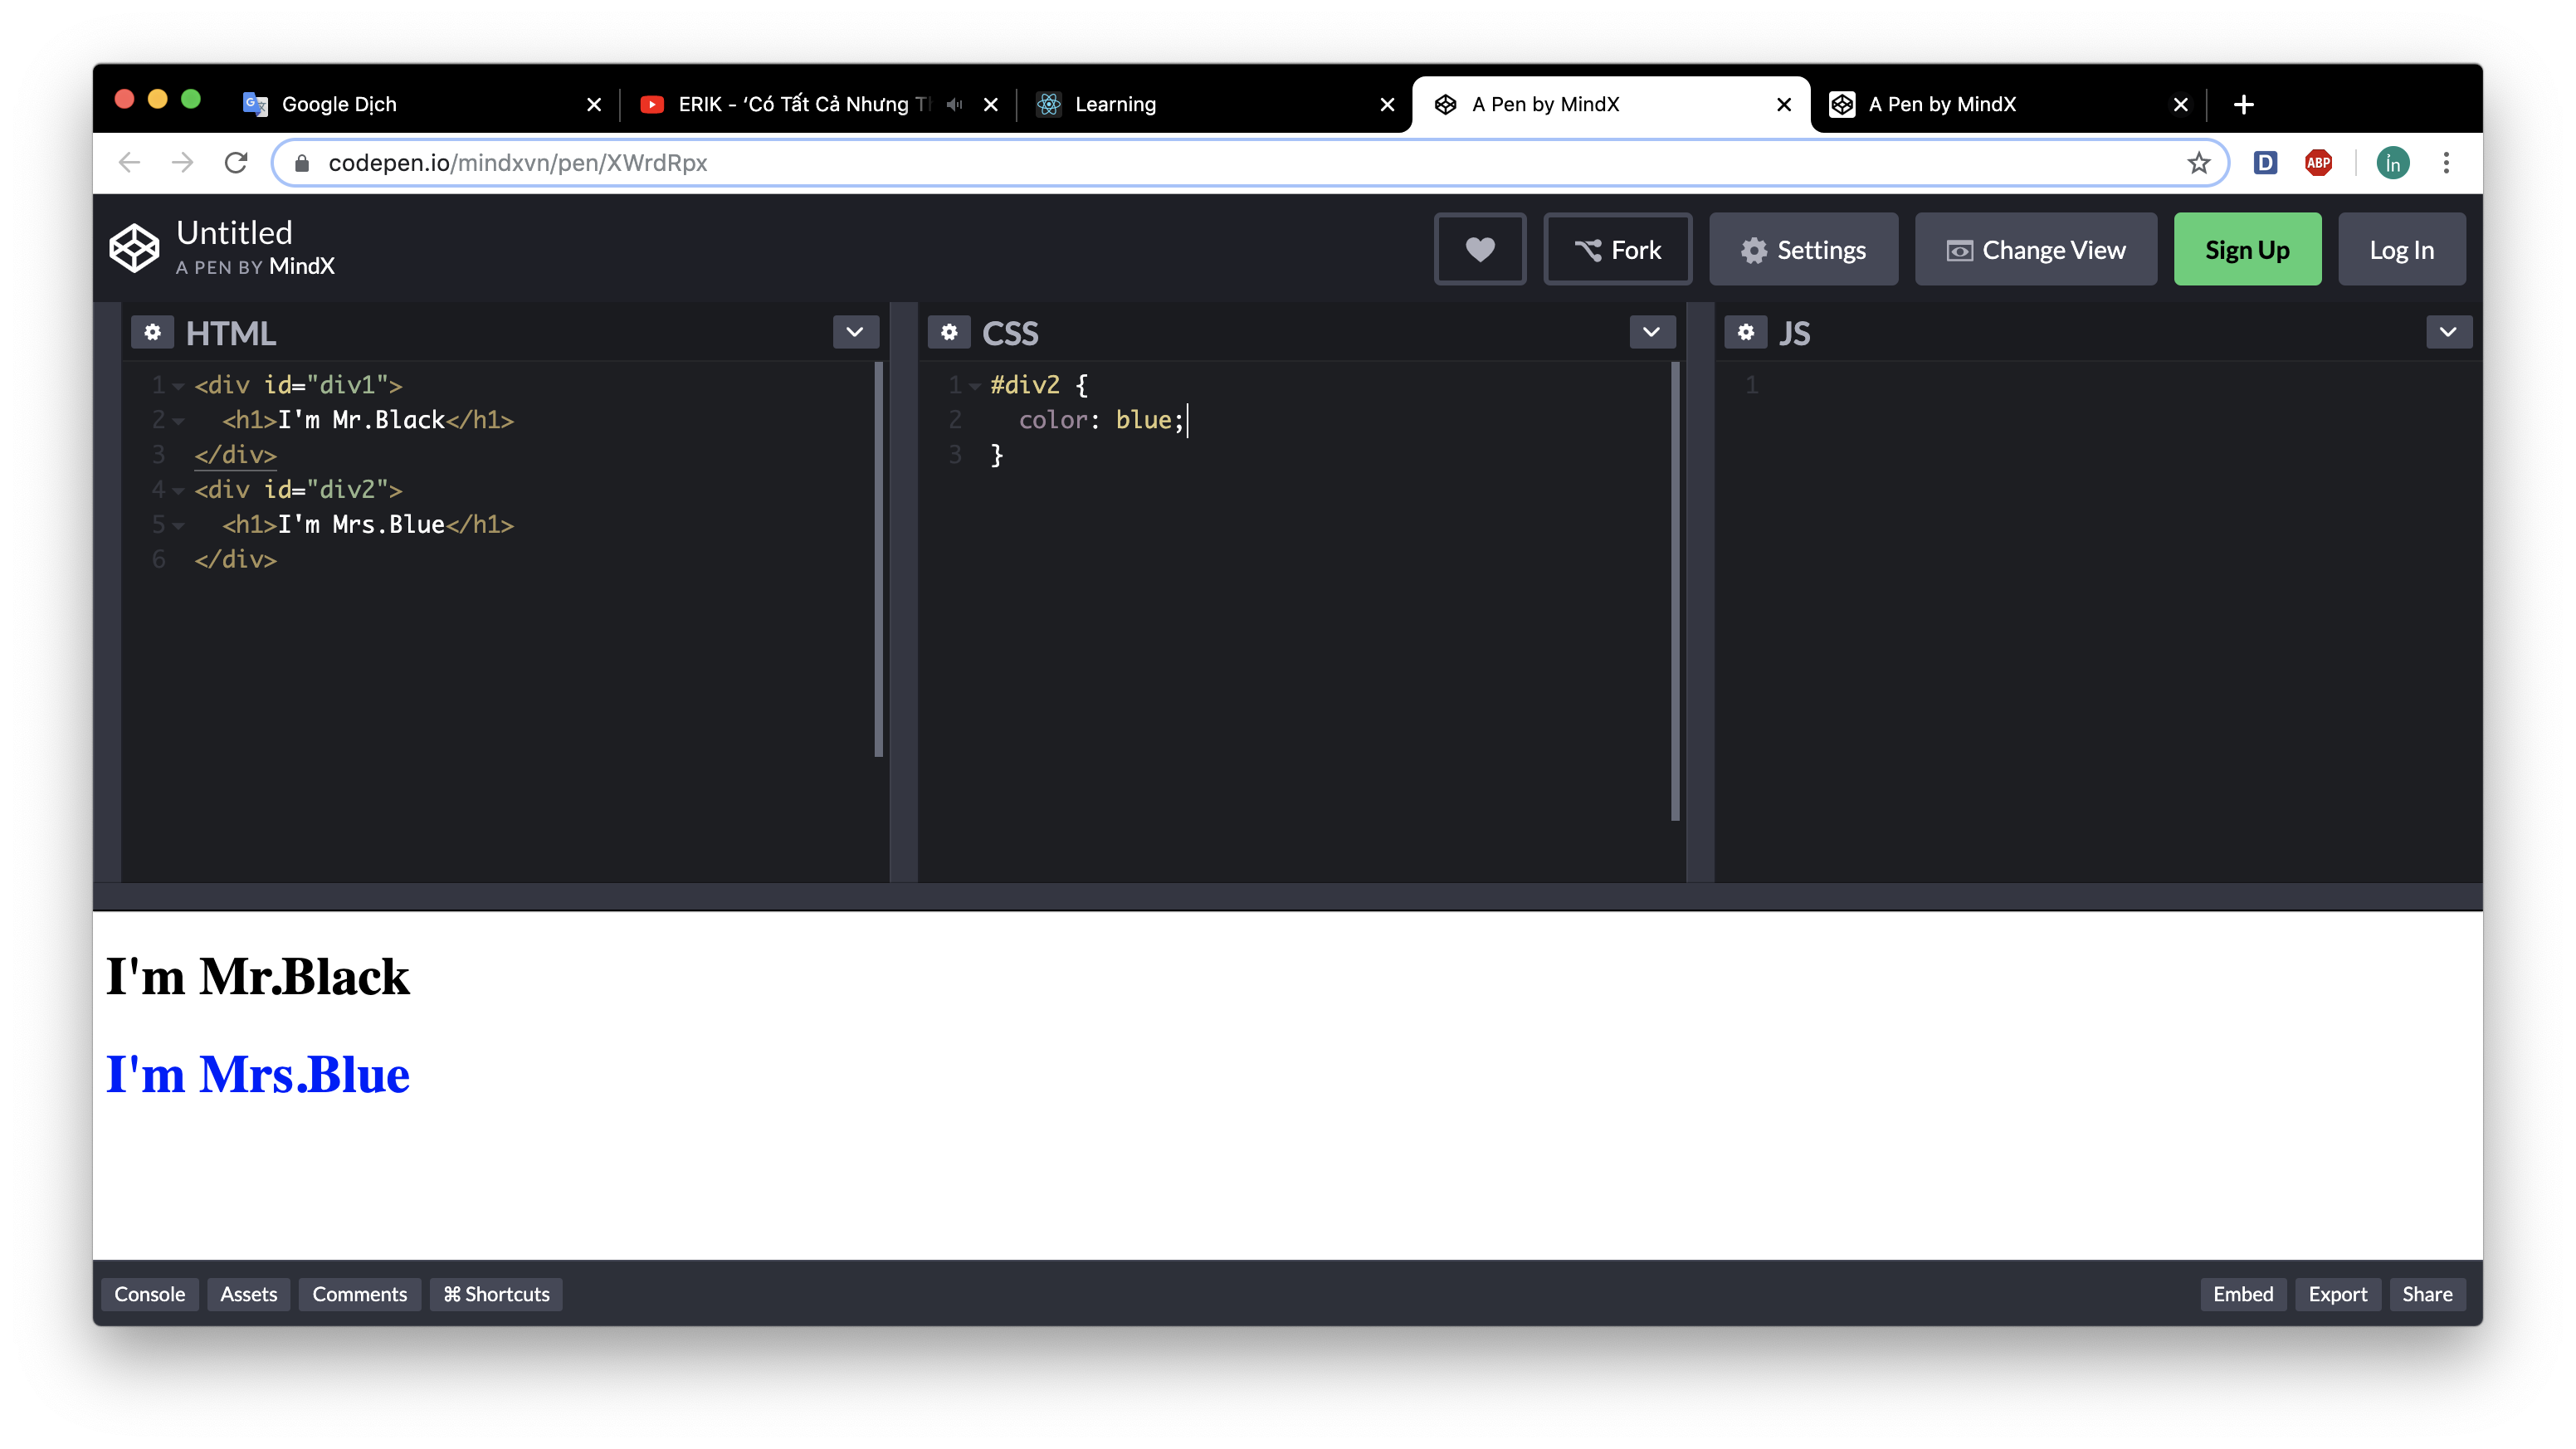 Google Dịch
ERIK - ‘Có Tất Cả Nhưng
Learning
A Pen by MindX
A Pen by MindX
codepen.io/mindxvn/pen/XWrdRpx
D
ABP
ỉn
Untitled
A PEN BY MindX
Fork
Settings
Change View
Sign Up
Log In
HTML
1 <div id="div1">
2 <h1>I'm Mr.Black</h1>
3 </div>
4 <div id="div2">
5 <h1>I'm Mrs.Blue</h1>
6 </div>
CSS
1 #div2 {
2 color: blue;
3 }
JS
1
I'm Mr.Black
I'm Mrs.Blue
Console
Assets
Comments
⌘ Shortcuts
Embed
Export
Share